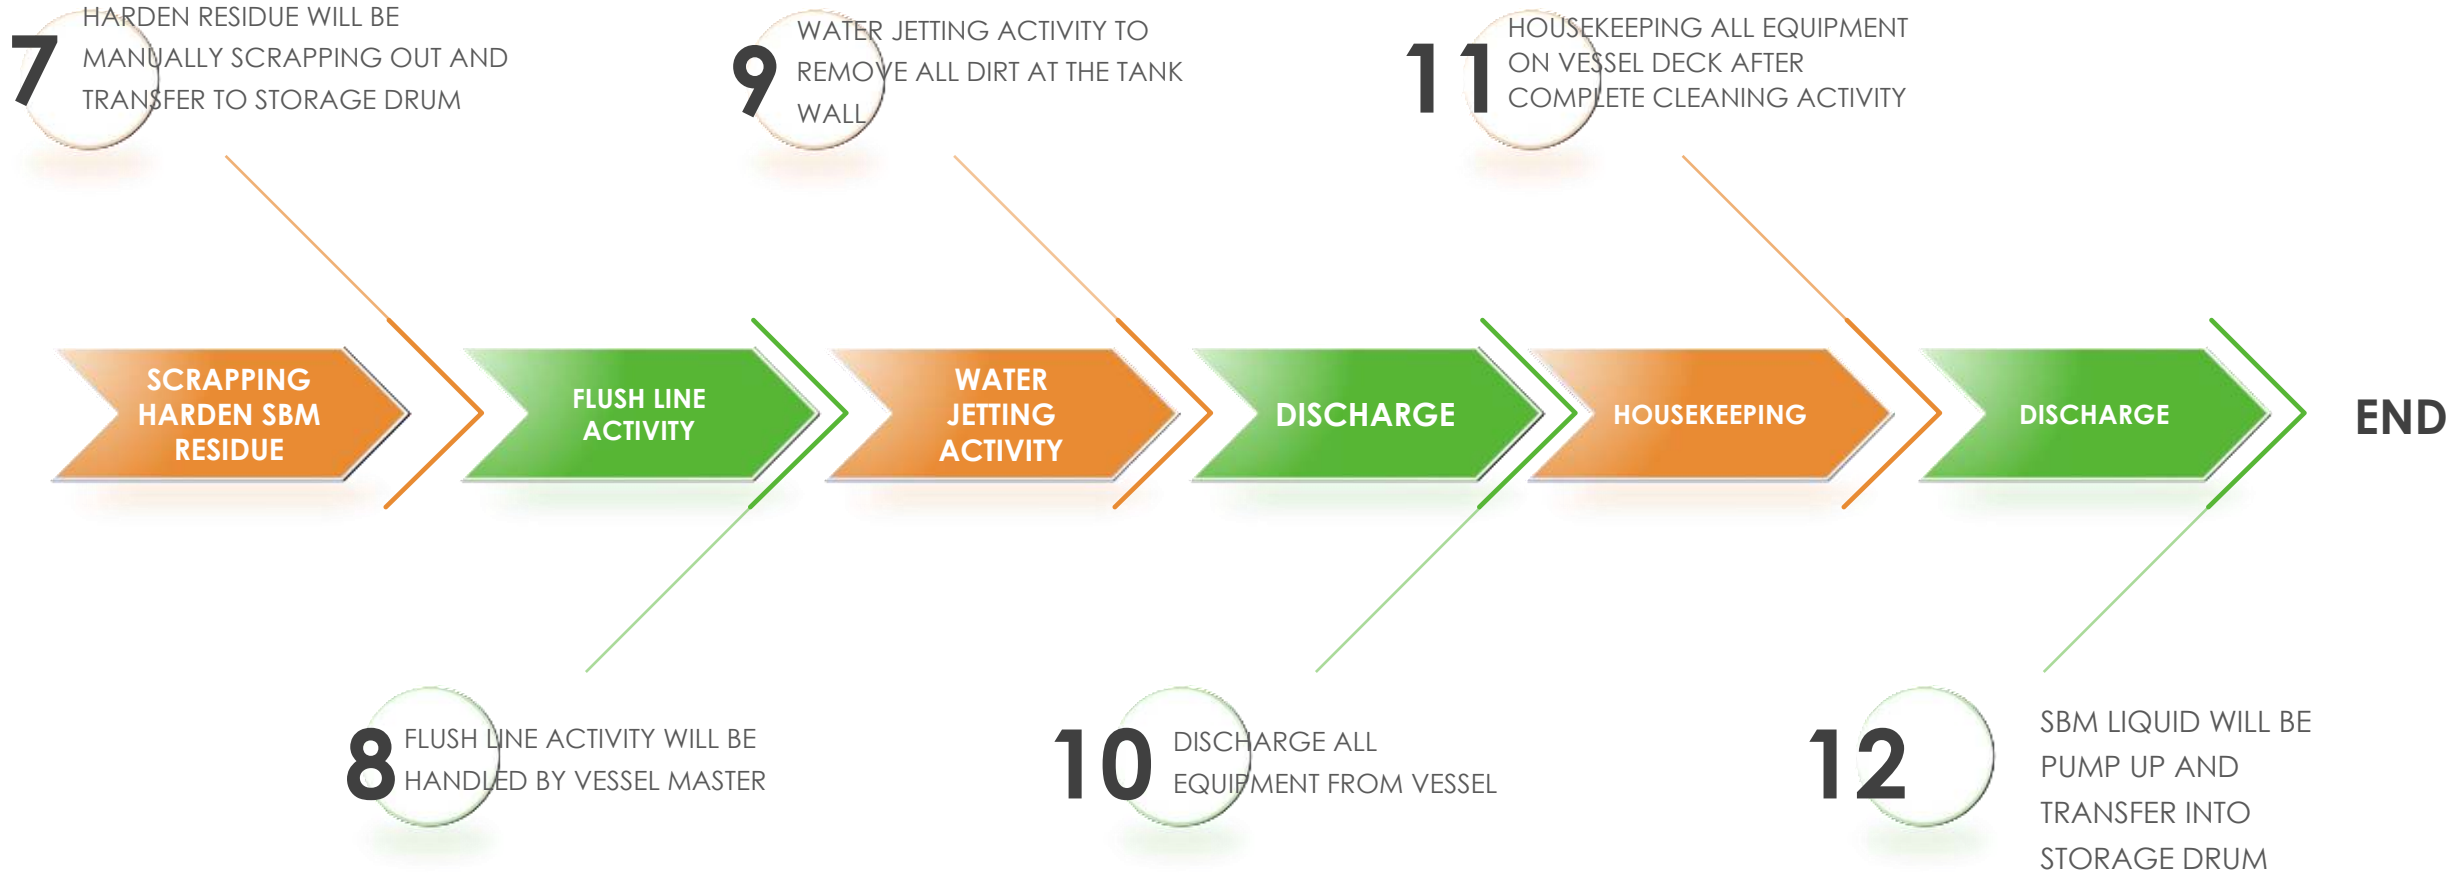 7
HARDEN RESIDUE WILL BE
MANUALLY SCRAPPING OUT AND
TRANSFER TO STORAGE DRUM
9
WATER JETTING ACTIVITY TO
REMOVE ALL DIRT AT THE TANK
WALL
11
HOUSEKEEPING ALL EQUIPMENT
ON VESSEL DECK AFTER
COMPLETE CLEANING ACTIVITY
SCRAPPING
HARDEN SBM
RESIDUE
FLUSH LINE
ACTIVITY
WATER
JETTING
ACTIVITY
DISCHARGE
HOUSEKEEPING
DISCHARGE
END
8
FLUSH LINE ACTIVITY WILL BE
HANDLED BY VESSEL MASTER
10
DISCHARGE ALL
EQUIPMENT FROM VESSEL
12
SBM LIQUID WILL BE
PUMP UP AND
TRANSFER INTO
STORAGE DRUM